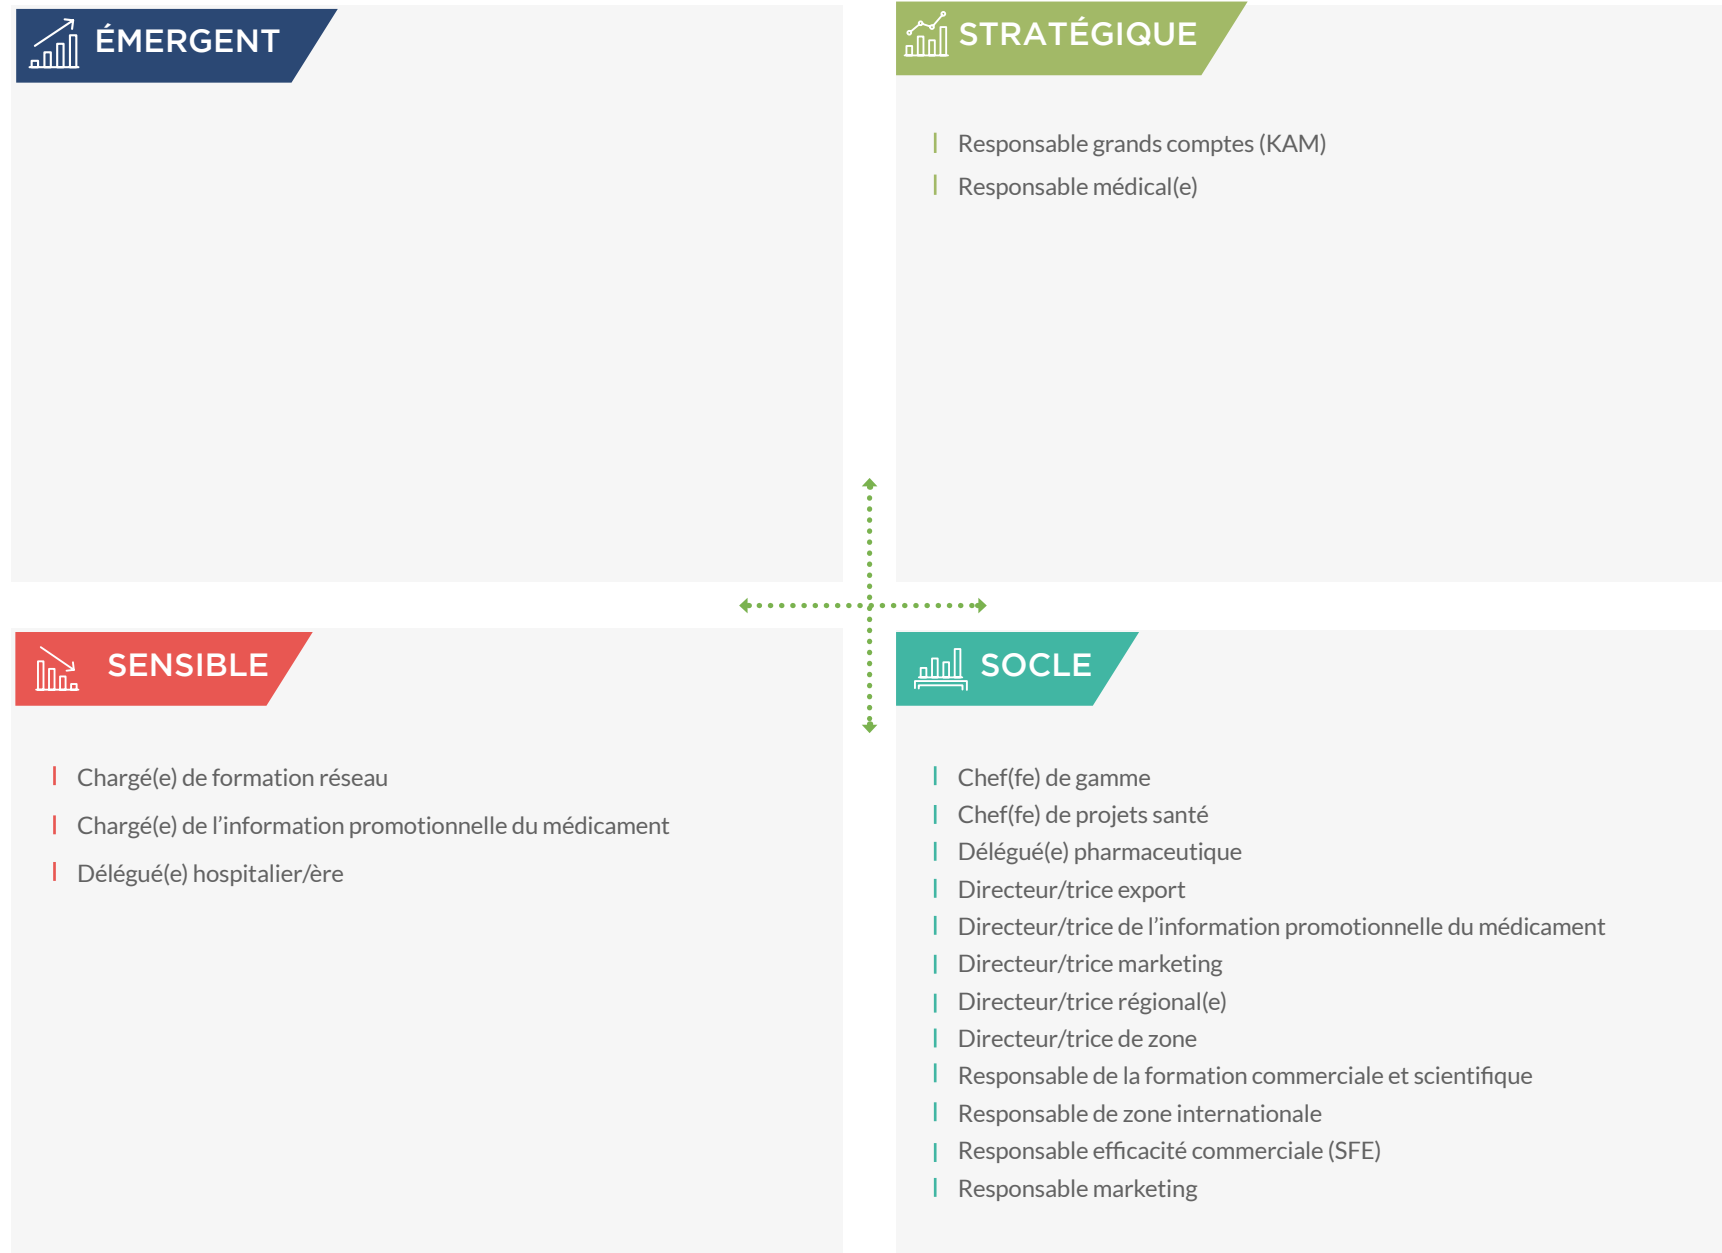 ÉMERGENT
STRATÉGIQUE
Responsable grands comptes (KAM)
Responsable médical(e)
SENSIBLE
Chargé(e) de formation réseau
Chargé(e) de l’information promotionnelle du médicament
Délégué(e) hospitalier/ère
SOCLE
Chef(fe) de gamme
Chef(fe) de projets santé
Délégué(e) pharmaceutique
Directeur/trice export
Directeur/trice de l’information promotionnelle du médicament
Directeur/trice marketing
Directeur/trice régional(e)
Directeur/trice de zone
Responsable de la formation commerciale et scientifique
Responsable de zone internationale
Responsable efficacité commerciale (SFE)
Responsable marketing